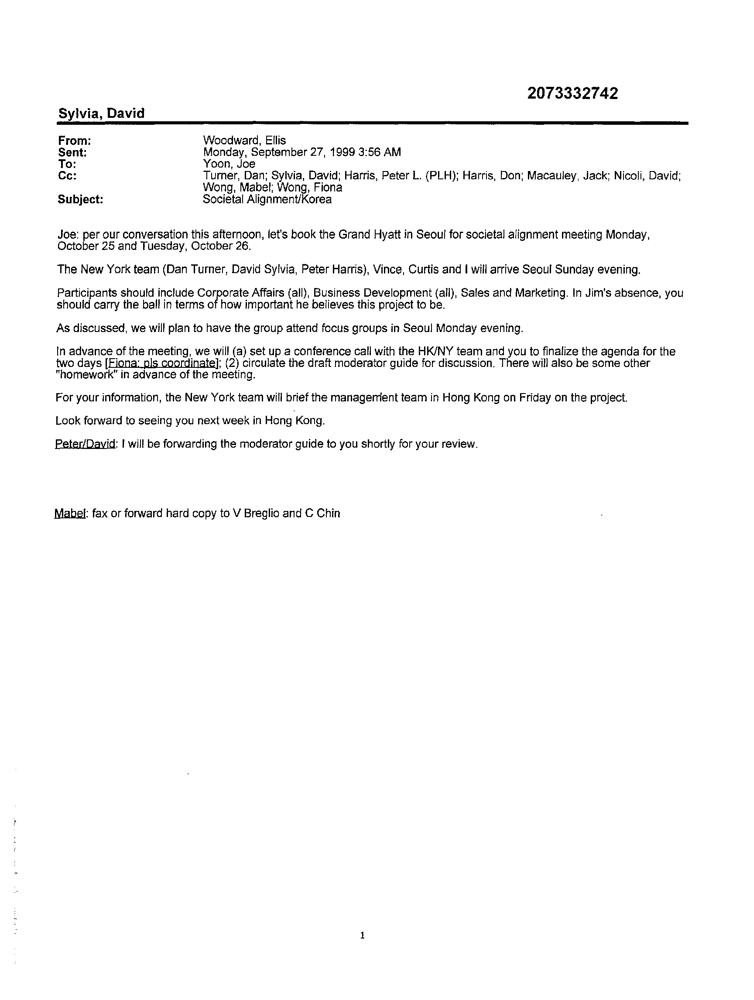 2073332742
Sylvia, David
From: Woodward, Ellis
Sent: Monday, September 27, 1999 3:56 AM
To: Yoon, Joe
Cc: Turner, Dan; Sylvia, David; Harris, Peter L. (PLH); Harris, Don; Macauley, Jack; Nicoli, David;
Wong, Mabel; Wong, Fiona
Subject: Societal Alignment/Korea
Joe: per our conversation this afternoon, let's book the Grand Hyatt in Seoul for societal alignment meeting Monday,
October 25 and Tuesday, October 26.
The New York team (Dan Turner, David Sylvia, Peter Harris), Vince, Curtis and I will arrive Seoul Sunday evening.
Participants should include Corporate Affairs (all), Business Development (all), Sales and Marketing. In Jim's absence, you
should carry the ball in terms of how important he believes this project to be.
As discussed, we will plan to have the group attend focus groups in Seoul Monday evening.
In advance of the meeting, we will (a) set up a conference call with the HK/NY team and you to finalize the agenda for the
two days [Fiona: pls coordinate]; (2) circulate the draft moderator guide for discussion. There will also be some other
"homework" in advance of the meeting.
For your information, the New York team will brief the management team in Hong Kong on Friday on the project.
Look forward to seeing you next week in Hong Kong.
Peter/David: I will be forwarding the moderator guide to you shortly for your review.
Mabel: fax or forward hard copy to V Breglio and C Chin
1